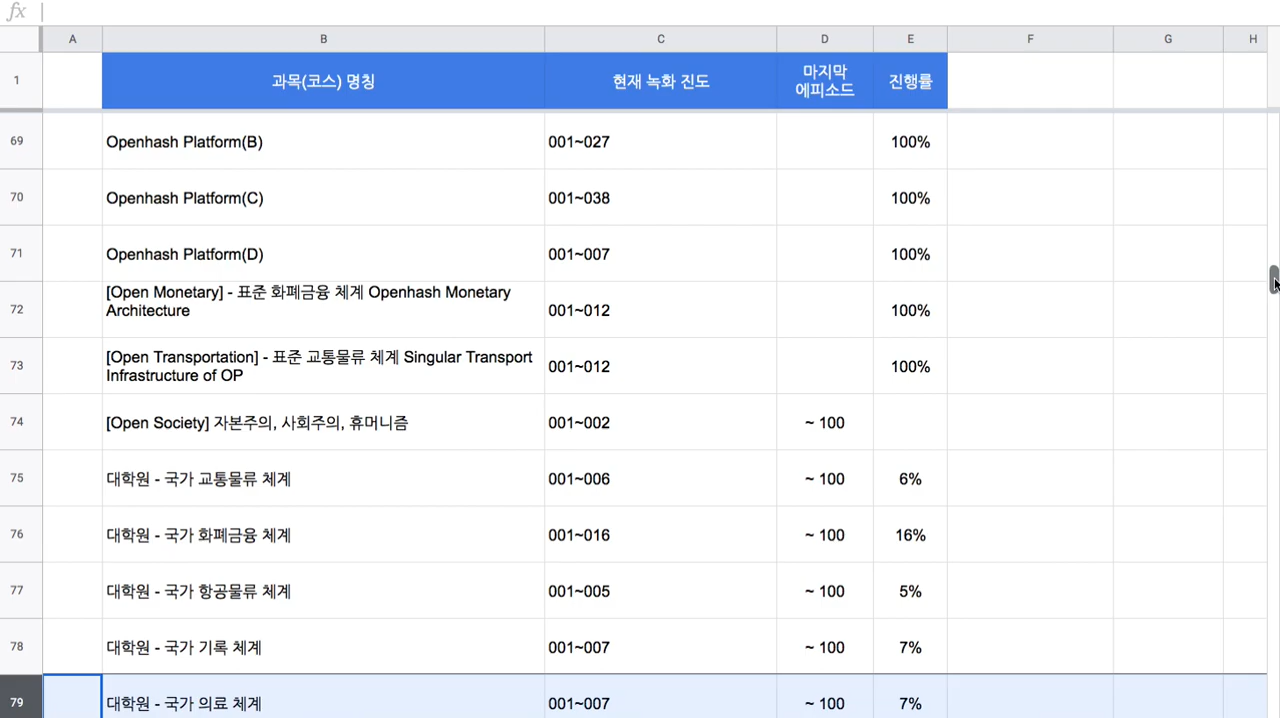 fx
A B C D E F G H
1 과목(코스) 명칭 현재 녹화 진도 마지막 에피소드 진행률
69 Openhash Platform(B) 001~027 100%
70 Openhash Platform(C) 001~038 100%
71 Openhash Platform(D) 001~007 100%
72 [Open Monetary] - 표준 화폐금융 체계 Openhash Monetary
Architecture 001~012 100%
73 [Open Transportation] - 표준 교통물류 체계 Singular Transport
Infrastructure of OP 001~012 100%
74 [Open Society] 자본주의, 사회주의, 휴머니즘 001~002 ~ 100
75 대학원 - 국가 교통물류 체계 001~006 ~ 100 6%
76 대학원 - 국가 화폐금융 체계 001~016 ~ 100 16%
77 대학원 - 국가 항공물류 체계 001~005 ~ 100 5%
78 대학원 - 국가 기록 체계 001~007 ~ 100 7%
79 대학원 - 국가 의료 체계 001~007 ~ 100 7%